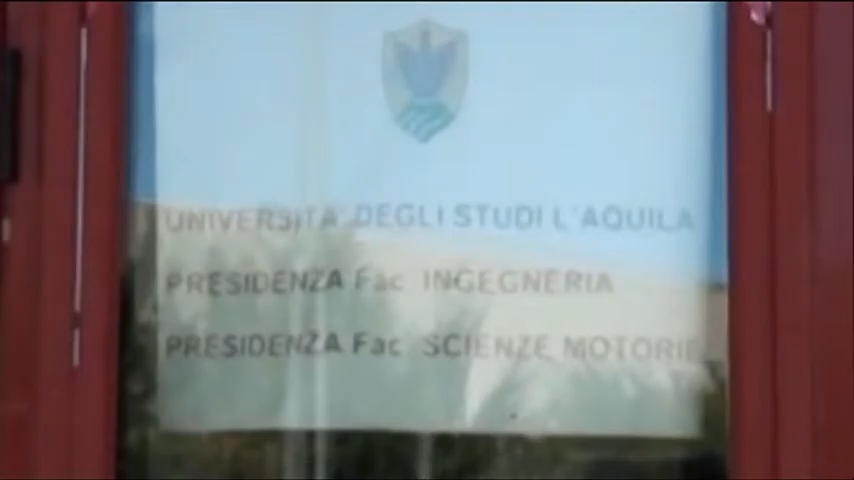 UNIVERSITA' DEGLI STUDI L'AQUILA
PRESIDENZA Fac INGEGNERIA
PRESIDENZA Fac SCIENZE MOTORIE